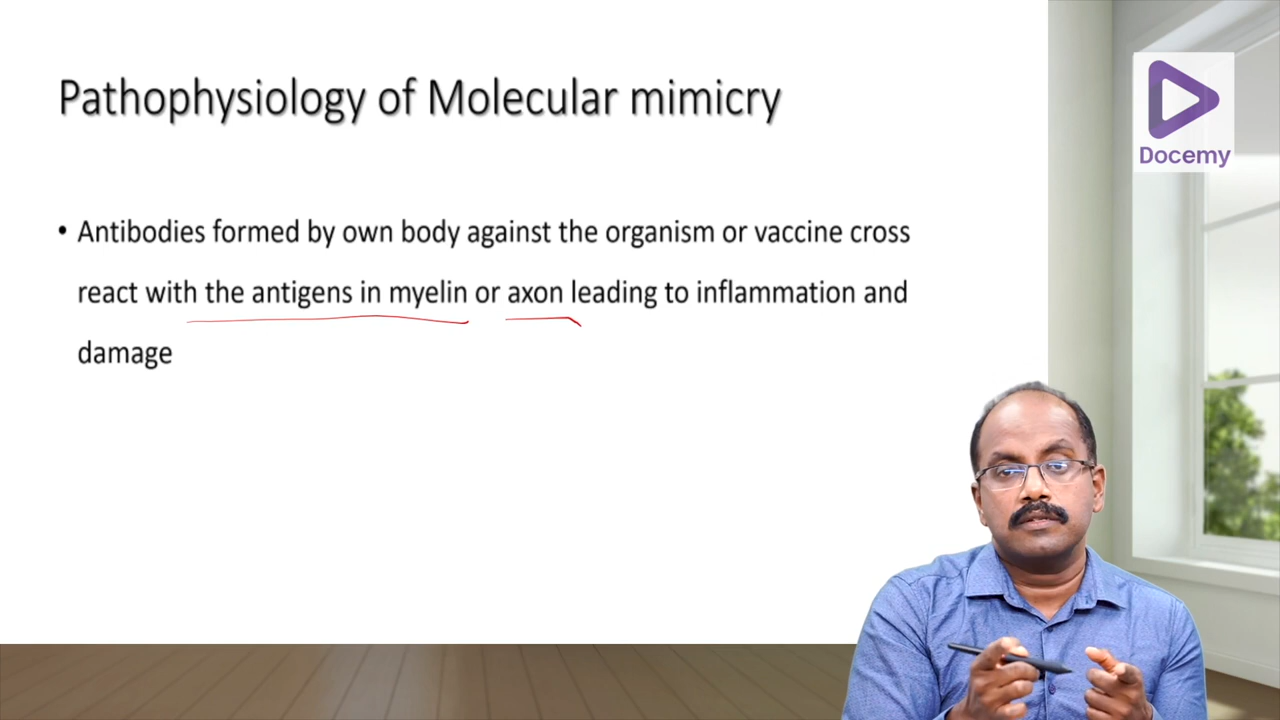 Pathophysiology of Molecular mimicry
Docemy
• Antibodies formed by own body against the organism or vaccine cross
react with the antigens in myelin or axon leading to inflammation and
damage